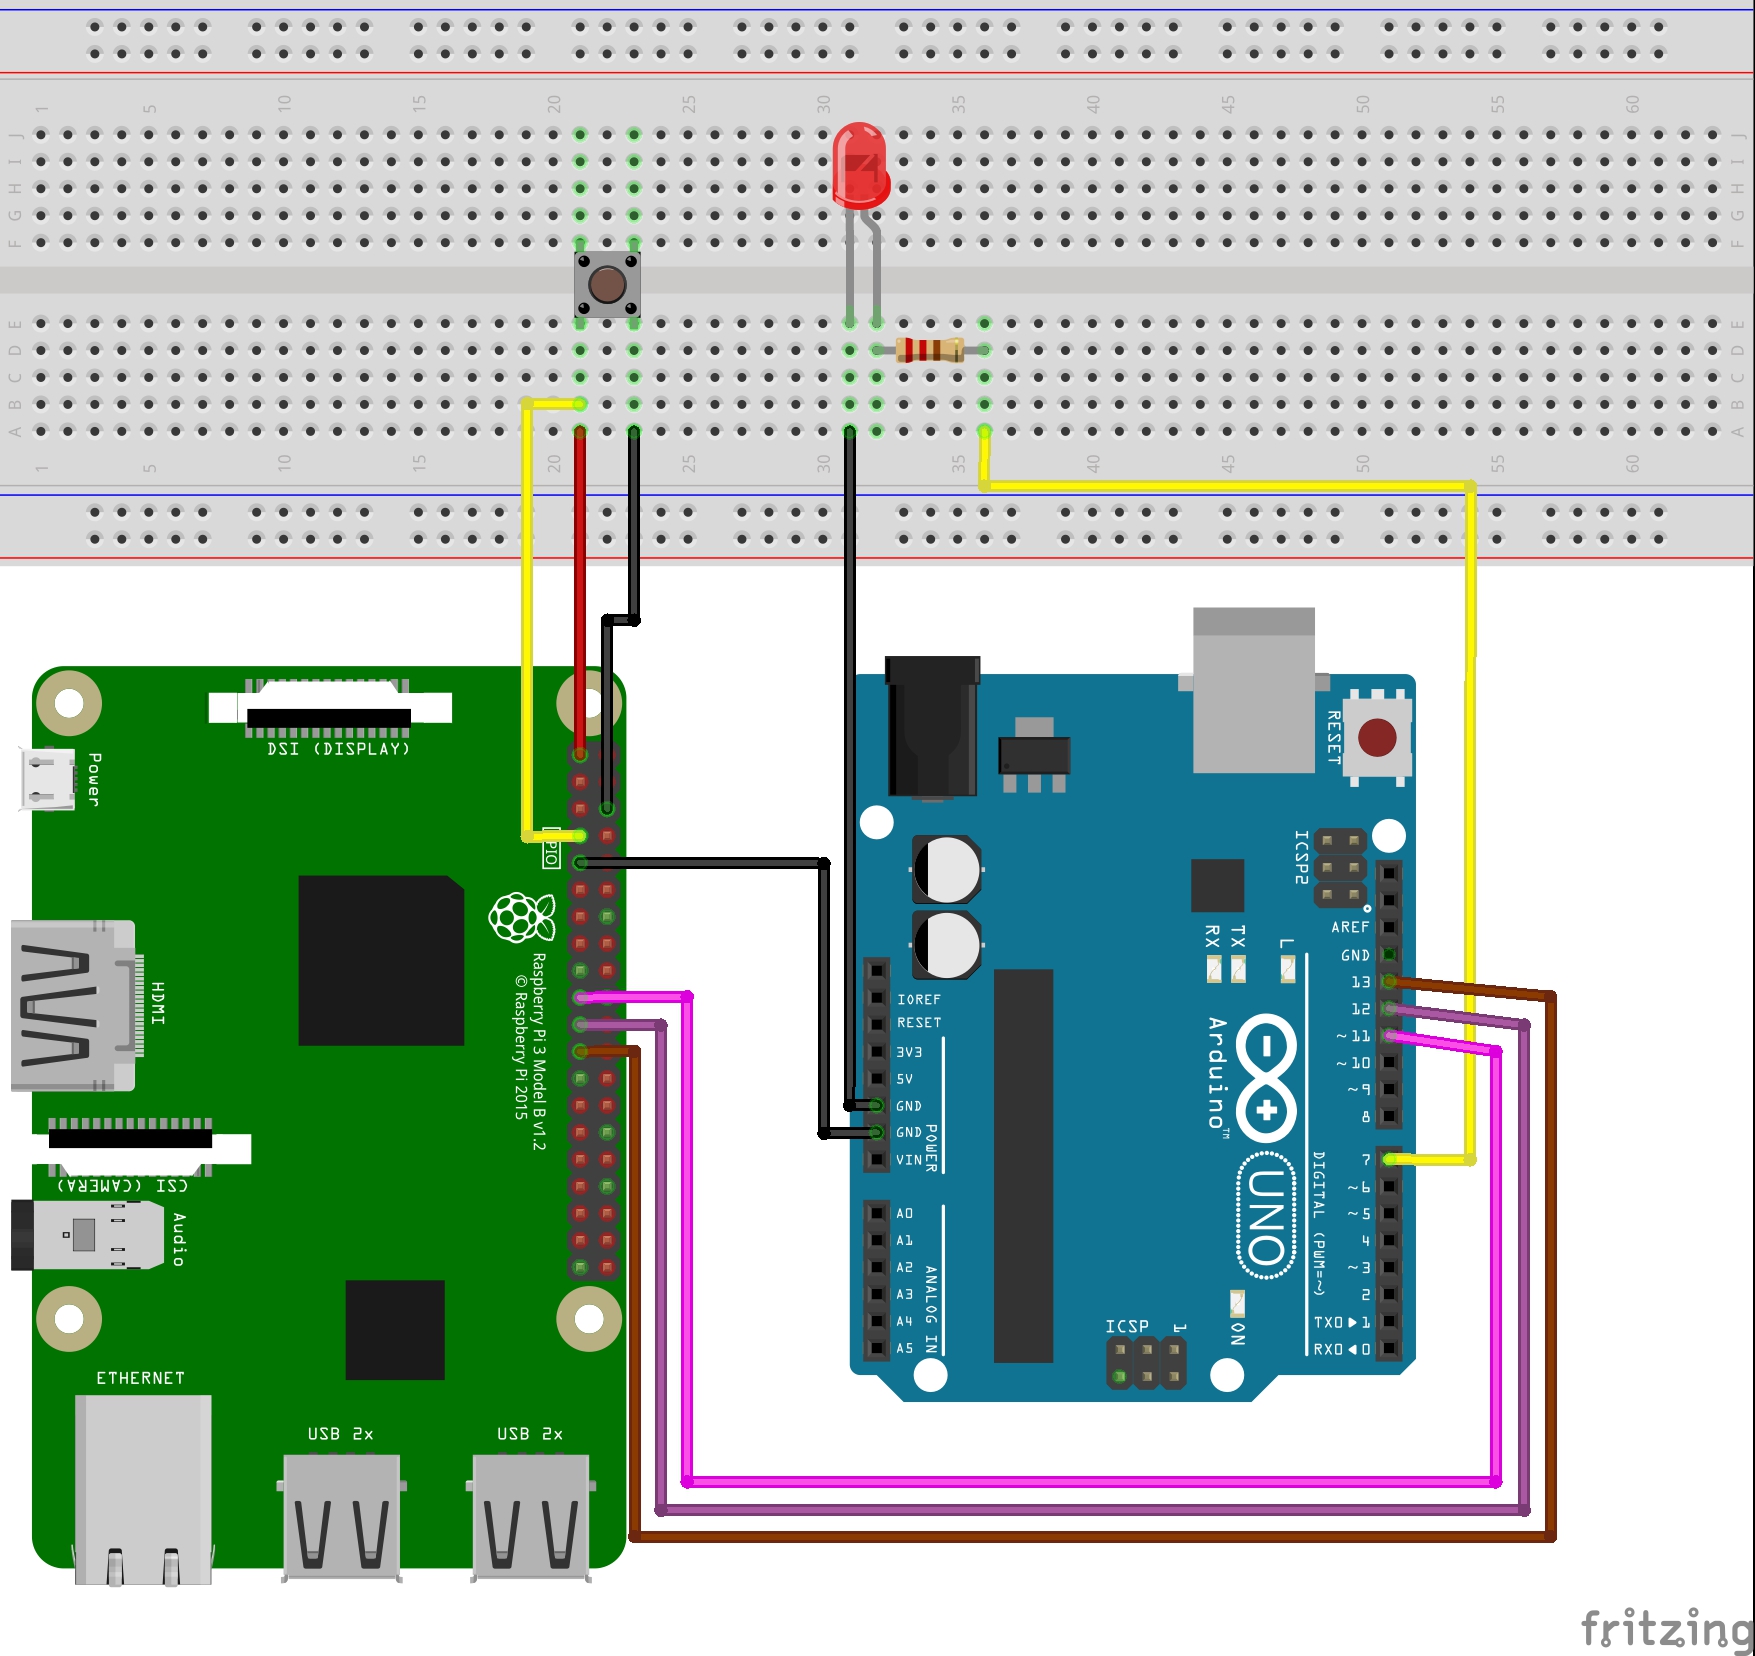 1 5 10 15 20 25 30 35 40 45 50 55 60
J J
I I
H H
G G
F F
E E
D D
C C
B B
A A
1 5 10 15 20 25 30 35 40 45 50 55 60
DSI (DISPLAY)
Power
HDMI
CSI (CAMERA)
Audio
ETHERNET
USB 2x
USB 2x
Raspberry Pi 3 Model B v1.2
© Raspberry Pi 2015
RESET
ICSP2
AREF
GND
13
12
~11
~10
~9
8
7
~6
~5
4
~3
2
TX0▶1
RX0◀0
DIGITAL (PWM=~)
RX
TX
L
Arduino™
UNO
ON
ICSP
1
IOREF
RESET
3V3
5V
GND
GND
VIN
POWER
A0
A1
A2
A3
A4
A5
ANALOG IN
fritzing